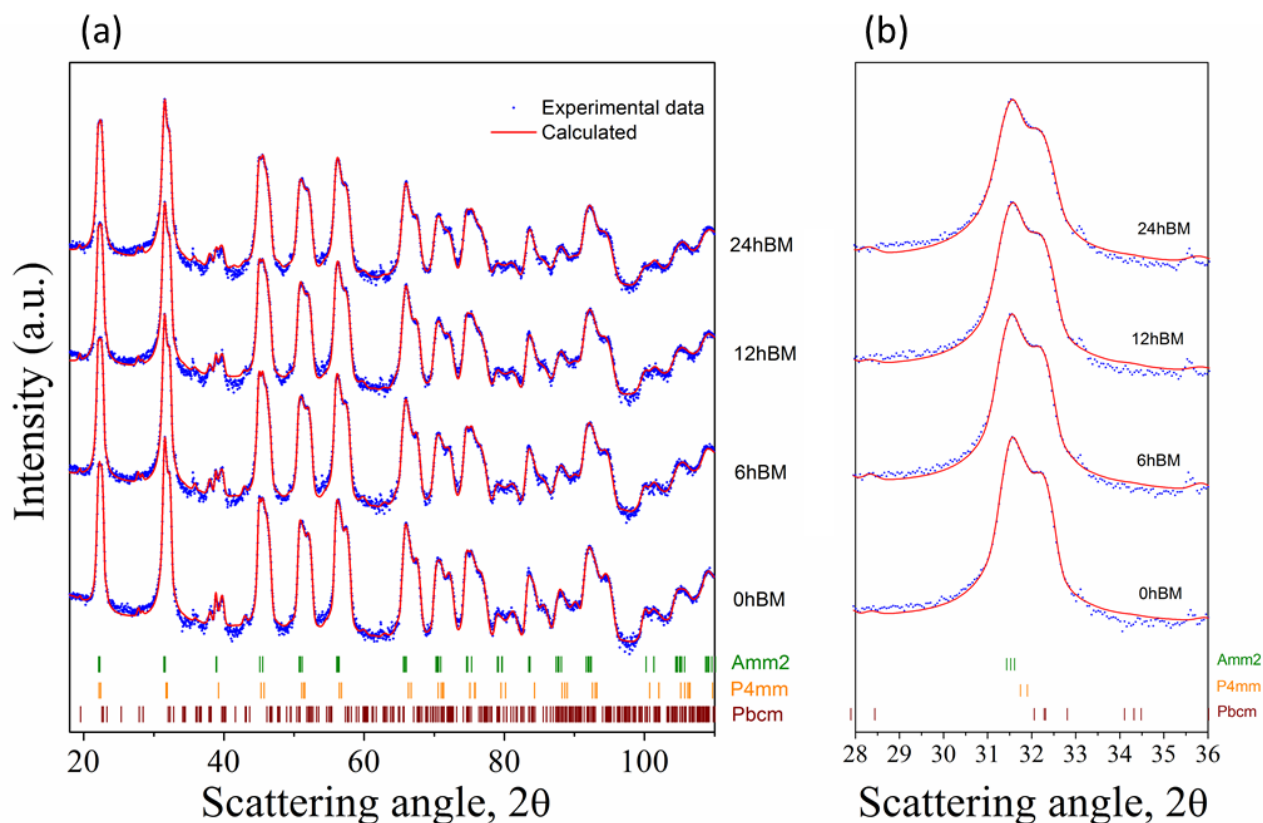 (a)
Experimental data
Calculated
24hBM
12hBM
6hBM
0hBM
Amm2
P4mm
Pbcm
20 40 60 80 100
Scattering angle, 2θ
Intensity (a.u.)
(b)
24hBM
12hBM
6hBM
0hBM
Amm2
P4mm
Pbcm
28 29 30 31 32 33 34 35 36
Scattering angle, 2θ